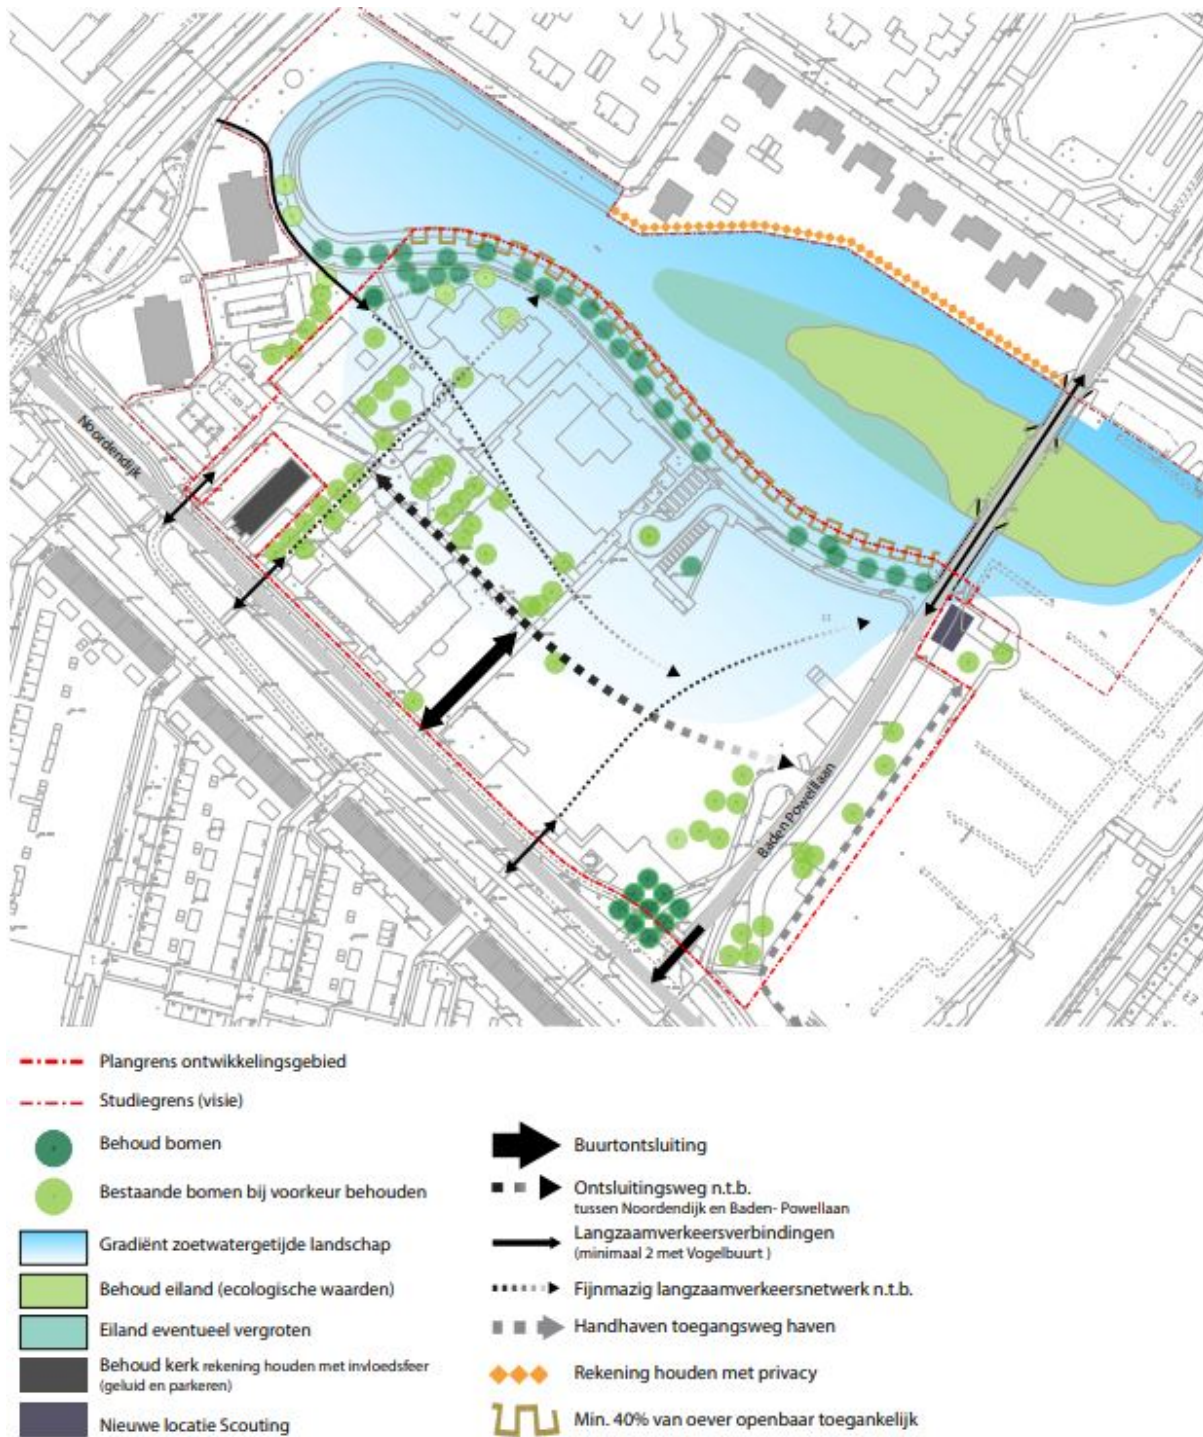 Noordendijk
Baden Powelllaan
Plangrens ontwikkelingsgebied
Studiegrens (visie)
Behoud bomen
Bestaande bomen bij voorkeur behouden
Gradiënt zoetwatergetijde landschap
Behoud eiland (ecologische waarden)
Eiland eventueel vergroten
Behoud kerk rekening houden met invloedsfeer
(geluid en parkeren)
Nieuwe locatie Scouting
Buurtontsluiting
Ontsluitingsweg n.t.b.
tussen Noordendijk en Baden- Powellaan
Langzaamverkeersverbindingen
(minimaal 2 met Vogelbuurt )
Fijnmazig langzaamverkeersnetwerk n.t.b.
Handhaven toegangsweg haven
Rekening houden met privacy
Min. 40% van oever openbaar toegankelijk